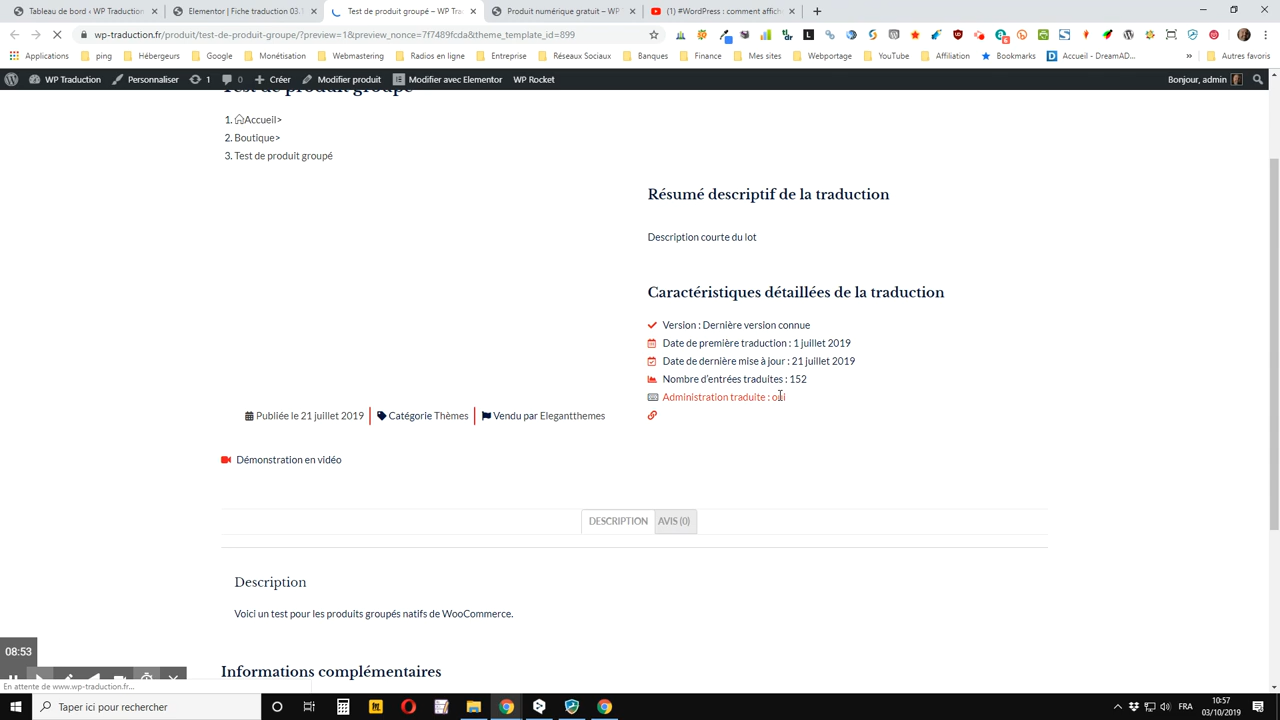 Tableau de bord ‹ WP Traduction
Elementor | Footer traduction 03.1
Test de produit groupé – WP Tra
Produit numérique gratuit – WP
(1) #WordPress : comment affich
wp-traduction.fr/produit/test-de-produit-groupe/?preview=1&preview_nonce=7f7489fcda&theme_template_id=899
Applications
ping
Hébergeurs
Google
Monétisation
Webmastering
Radios en ligne
Entreprise
Réseaux Sociaux
Banques
Finance
Mes sites
Webportage
YouTube
Affiliation
Bookmarks
Accueil – DreamAD...
»
Autres favoris
WP Traduction
Personnaliser
1
0
Créer
Modifier produit
Modifier avec Elementor
WP Rocket
Bonjour, admin
Test de produit groupé
1. Accueil>
2. Boutique>
3. Test de produit groupé
Résumé descriptif de la traduction
Description courte du lot
Caractéristiques détaillées de la traduction
Version : Dernière version connue
Date de première traduction : 1 juillet 2019
Date de dernière mise à jour : 21 juillet 2019
Nombre d'entrées traduites : 152
Administration traduite : oui
Publiée le 21 juillet 2019
Catégorie Thèmes
Vendu par Elegantthemes
Démonstration en vidéo
DESCRIPTION
AVIS (0)
Description
Voici un test pour les produits groupés natifs de WooCommerce.
Informations complémentaires
08:53
En attente de www.wp-traduction.fr...
Taper ici pour rechercher
FRA
10:57
03/10/2019